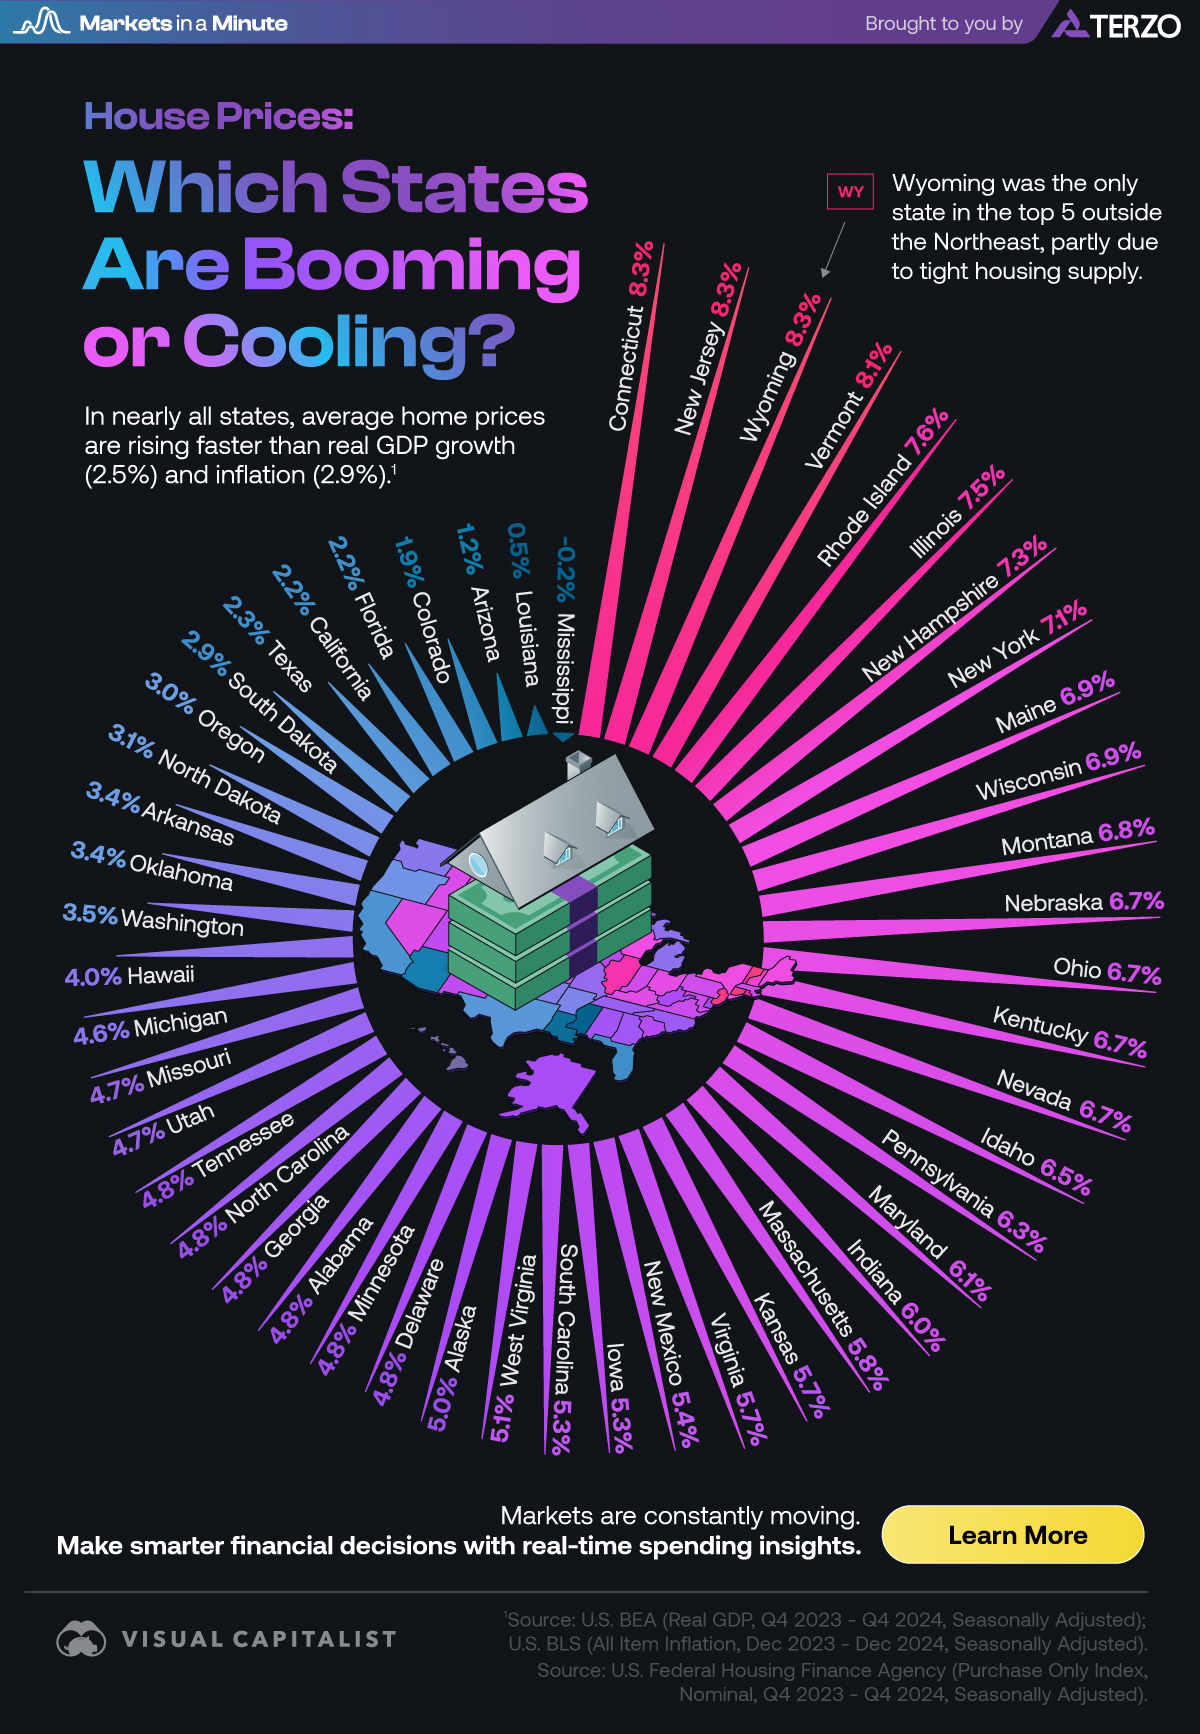 Markets in a Minute
Brought to you by
TERZO
House Prices:
Which States
Are Booming
or Cooling?
In nearly all states, average home prices
are rising faster than real GDP growth
(2.5%) and inflation (2.9%).¹
WY
Wyoming was the only
state in the top 5 outside
the Northeast, partly due
to tight housing supply.
Connecticut 8.3%
New Jersey 8.3%
Wyoming 8.3%
Vermont 8.1%
Rhode Island 7.6%
Illinois 7.5%
New Hampshire 7.3%
New York 7.1%
Maine 6.9%
Wisconsin 6.9%
Montana 6.8%
Nebraska 6.7%
Ohio 6.7%
Kentucky 6.7%
Nevada 6.7%
Idaho 6.5%
Pennsylvania 6.3%
Maryland 6.1%
Indiana 6.0%
Massachusetts 5.8%
Kansas 5.7%
Virginia 5.7%
New Mexico 5.4%
Iowa 5.3%
South Carolina 5.3%
5.1% West Virginia
5.0% Alaska
4.8% Delaware
4.8% Minnesota
4.8% Alabama
4.8% Georgia
4.8% North Carolina
4.8% Tennessee
4.7% Utah
4.7% Missouri
4.6% Michigan
4.0% Hawaii
3.5% Washington
3.4% Oklahoma
3.4% Arkansas
3.1% North Dakota
3.0% Oregon
2.9% South Dakota
2.3% Texas
2.2% California
2.2% Florida
1.9% Colorado
1.2% Arizona
0.5% Louisiana
-0.2% Mississippi
Markets are constantly moving.
Make smarter financial decisions with real-time spending insights.
Learn More
VISUAL CAPITALIST
¹Source: U.S. BEA (Real GDP, Q4 2023 - Q4 2024, Seasonally Adjusted);
U.S. BLS (All Item Inflation, Dec 2023 - Dec 2024, Seasonally Adjusted).
Source: U.S. Federal Housing Finance Agency (Purchase Only Index,
Nominal, Q4 2023 - Q4 2024, Seasonally Adjusted).